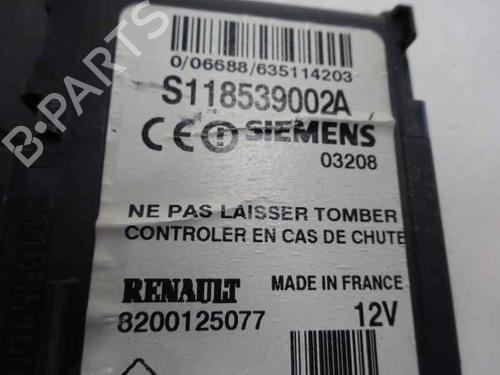 0/06688/635114203
S118539002A
CE SIEMENS
03208
NE PAS LAISSER TOMBER
CONTROLER EN CAS DE CHUTE
RENAULT
MADE IN FRANCE
8200125077
12V
B-PARTS